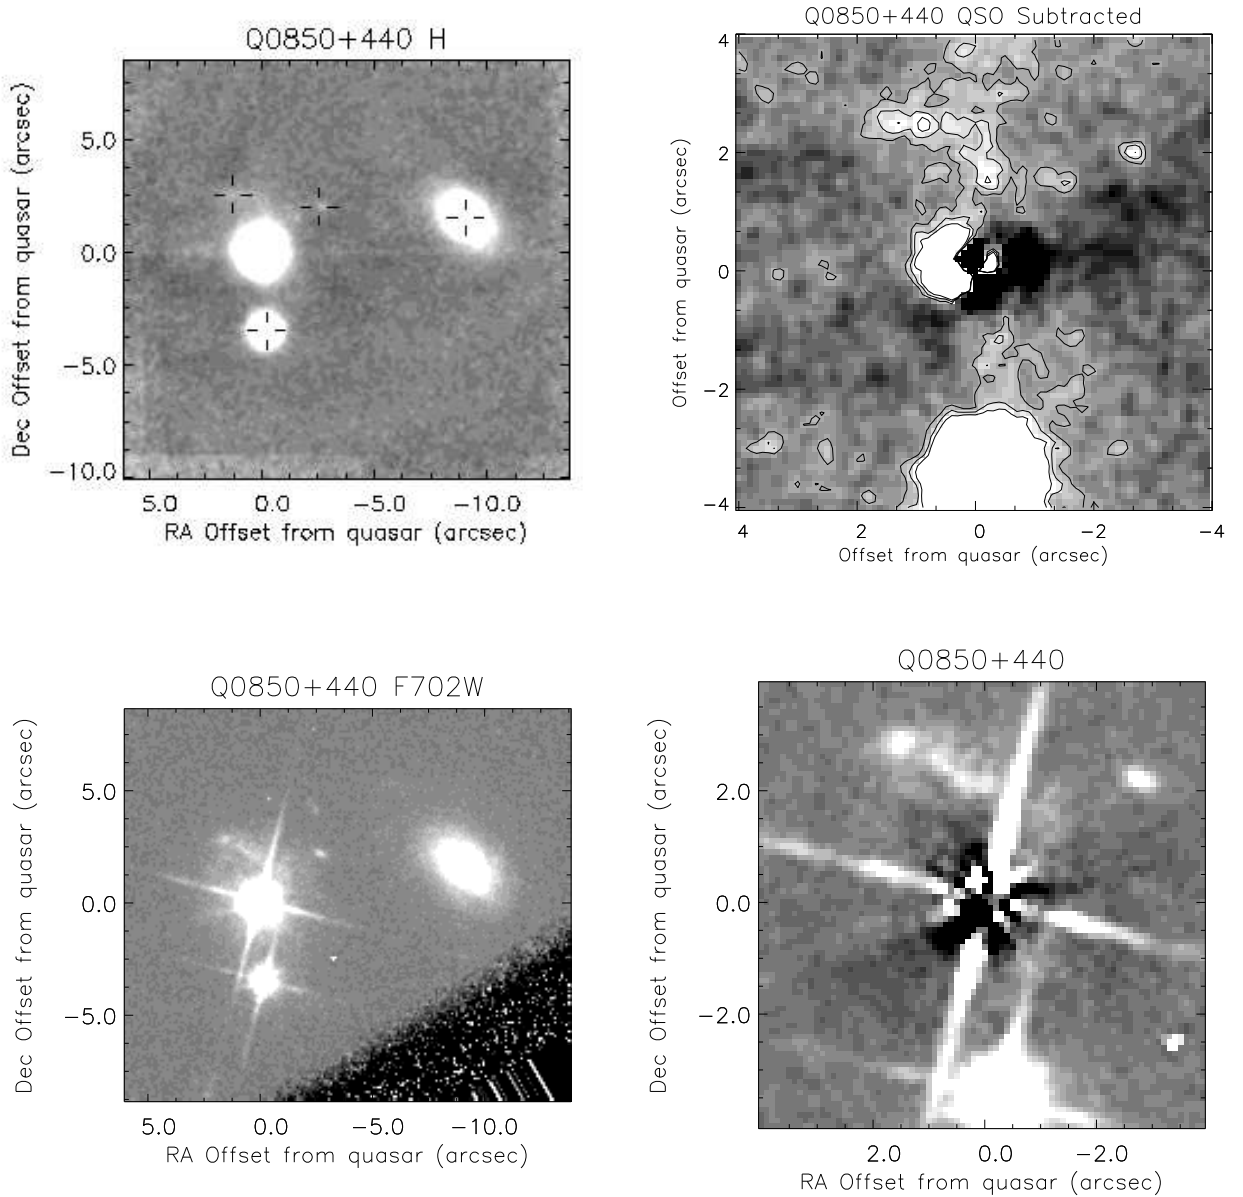 Q0850+440 H
Dec Offset from quasar (arcsec)
5.0
0.0
−5.0
−10.0
5.0 0.0 −5.0 −10.0
RA Offset from quasar (arcsec)
Q0850+440 QSO Subtracted
Offset from quasar (arcsec)
4
2
0
−2
−4
4 2 0 −2 −4
Offset from quasar (arcsec)
Q0850+440 F702W
Dec Offset from quasar (arcsec)
5.0
0.0
−5.0
5.0 0.0 −5.0 −10.0
RA Offset from quasar (arcsec)
Q0850+440
Dec Offset from quasar (arcsec)
2.0
0.0
−2.0
2.0 0.0 −2.0
RA Offset from quasar (arcsec)